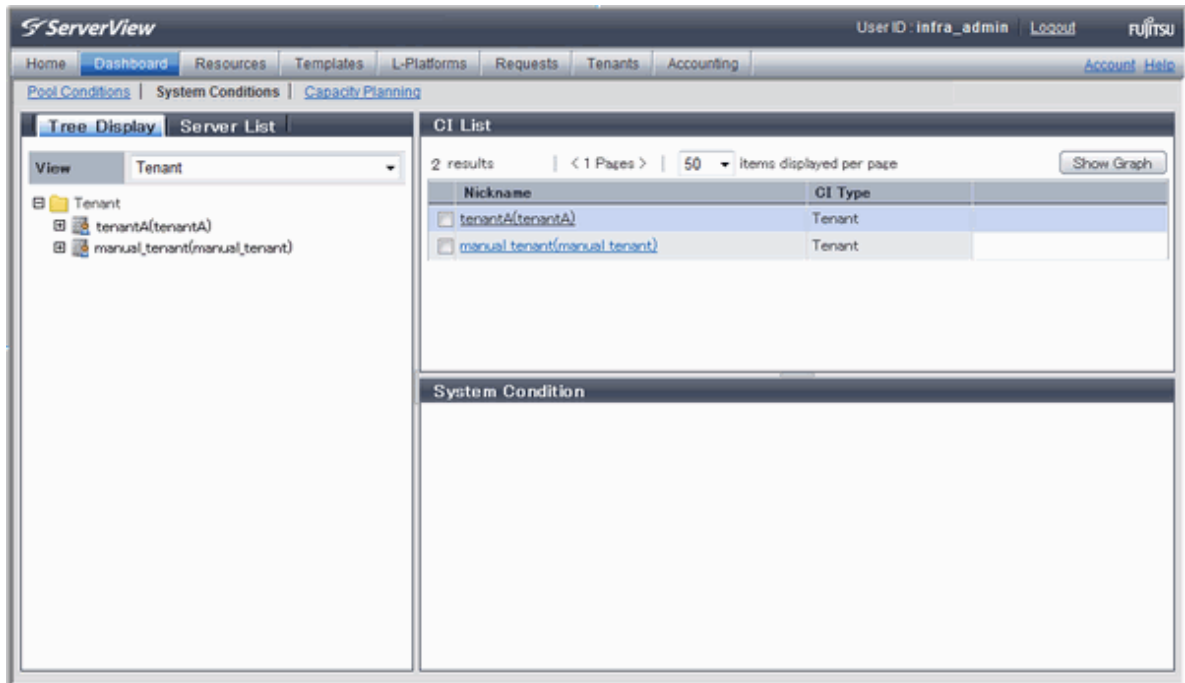 ServerView User ID : infra_admin Logout FUJITSU
Home Dashboard Resources Templates L-Platforms Requests Tenants Accounting Account Help
Pool Conditions | System Conditions | Capacity Planning
Tree Display Server List
View Tenant
Tenant
tenantA(tenantA)
manual_tenant(manual_tenant)
CI List
2 results | < 1 Pages > | 50 items displayed per page Show Graph
Nickname CI Type
tenantA(tenantA) Tenant
manual_tenant(manual_tenant) Tenant
System Condition